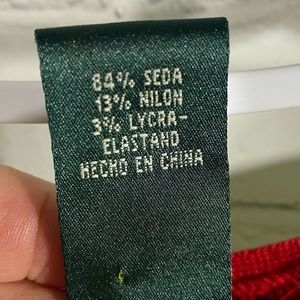 84% SEDA
13% NILON
3% LYCRA-
ELASTANO
HECHO EN CHINA